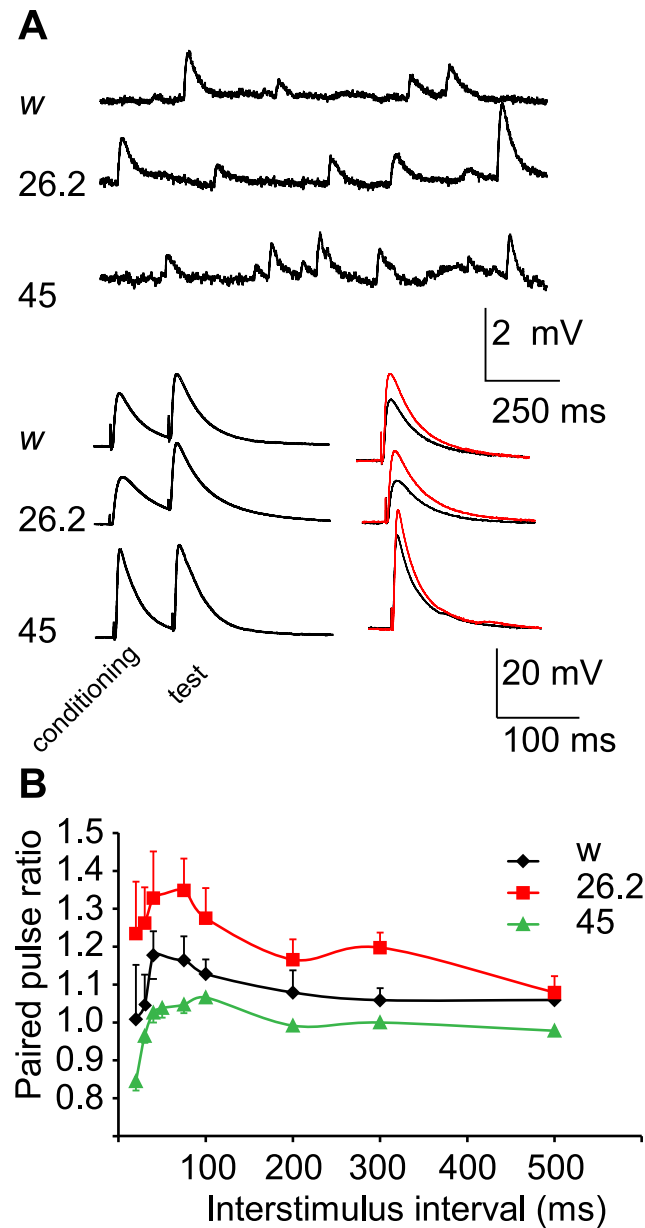 A
w
26.2
45
2 mV
250 ms
w
26.2
45
conditioning
test
20 mV
100 ms
B
Paired pulse ratio
1.5
1.4
1.3
1.2
1.1
1.0
0.9
0.8
w
26.2
45
100 200 300 400 500
Interstimulus interval (ms)